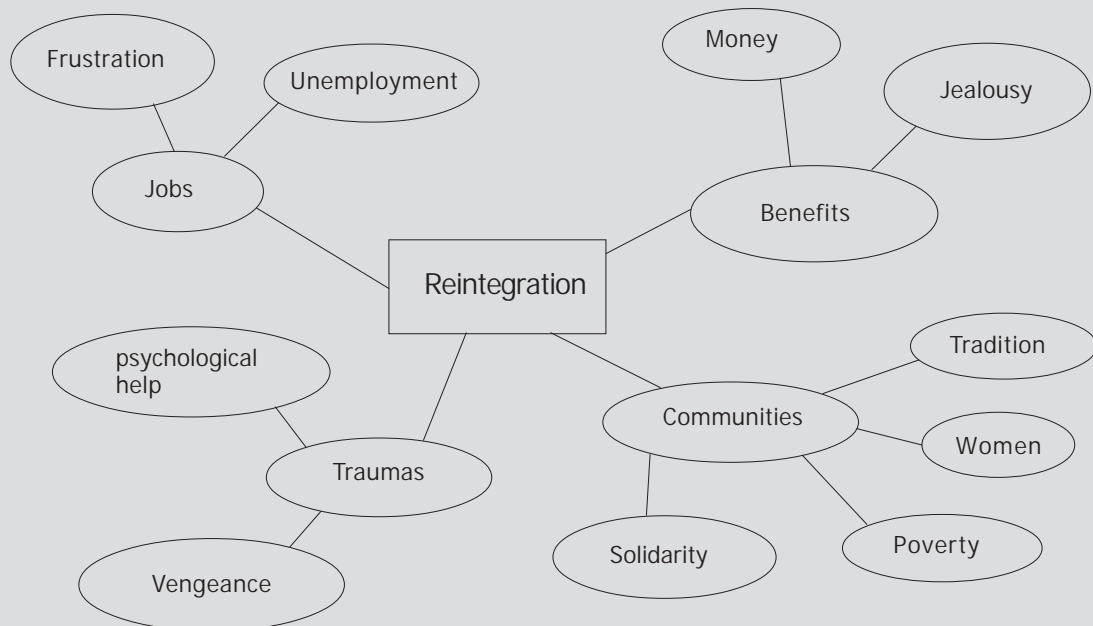 Frustration
Unemployment
Jobs
Money
Jealousy
Benefits
Reintegration
psychological
help
Traumas
Vengeance
Communities
Tradition
Women
Poverty
Solidarity